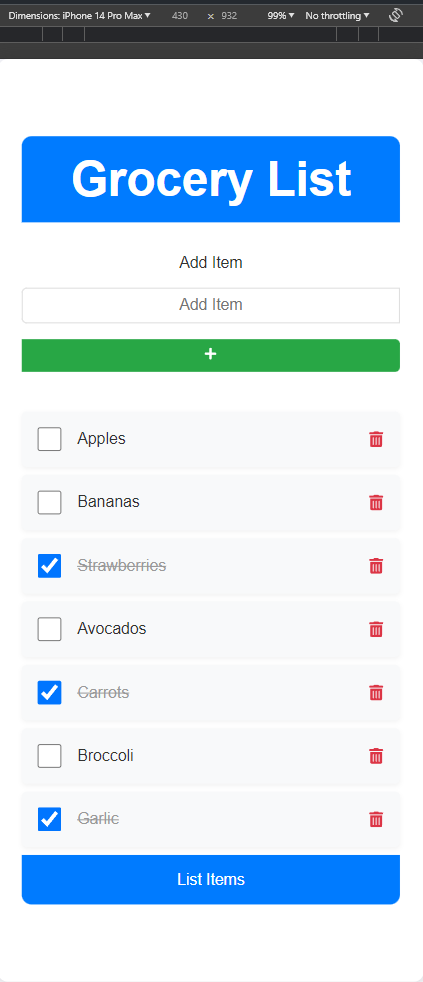 Dimensions: iPhone 14 Pro Max 430 × 932 99% No throttling
Grocery List
Add Item
Add Item
+
Apples
Bananas
Strawberries
Avocados
Carrots
Broccoli
Garlic
List Items